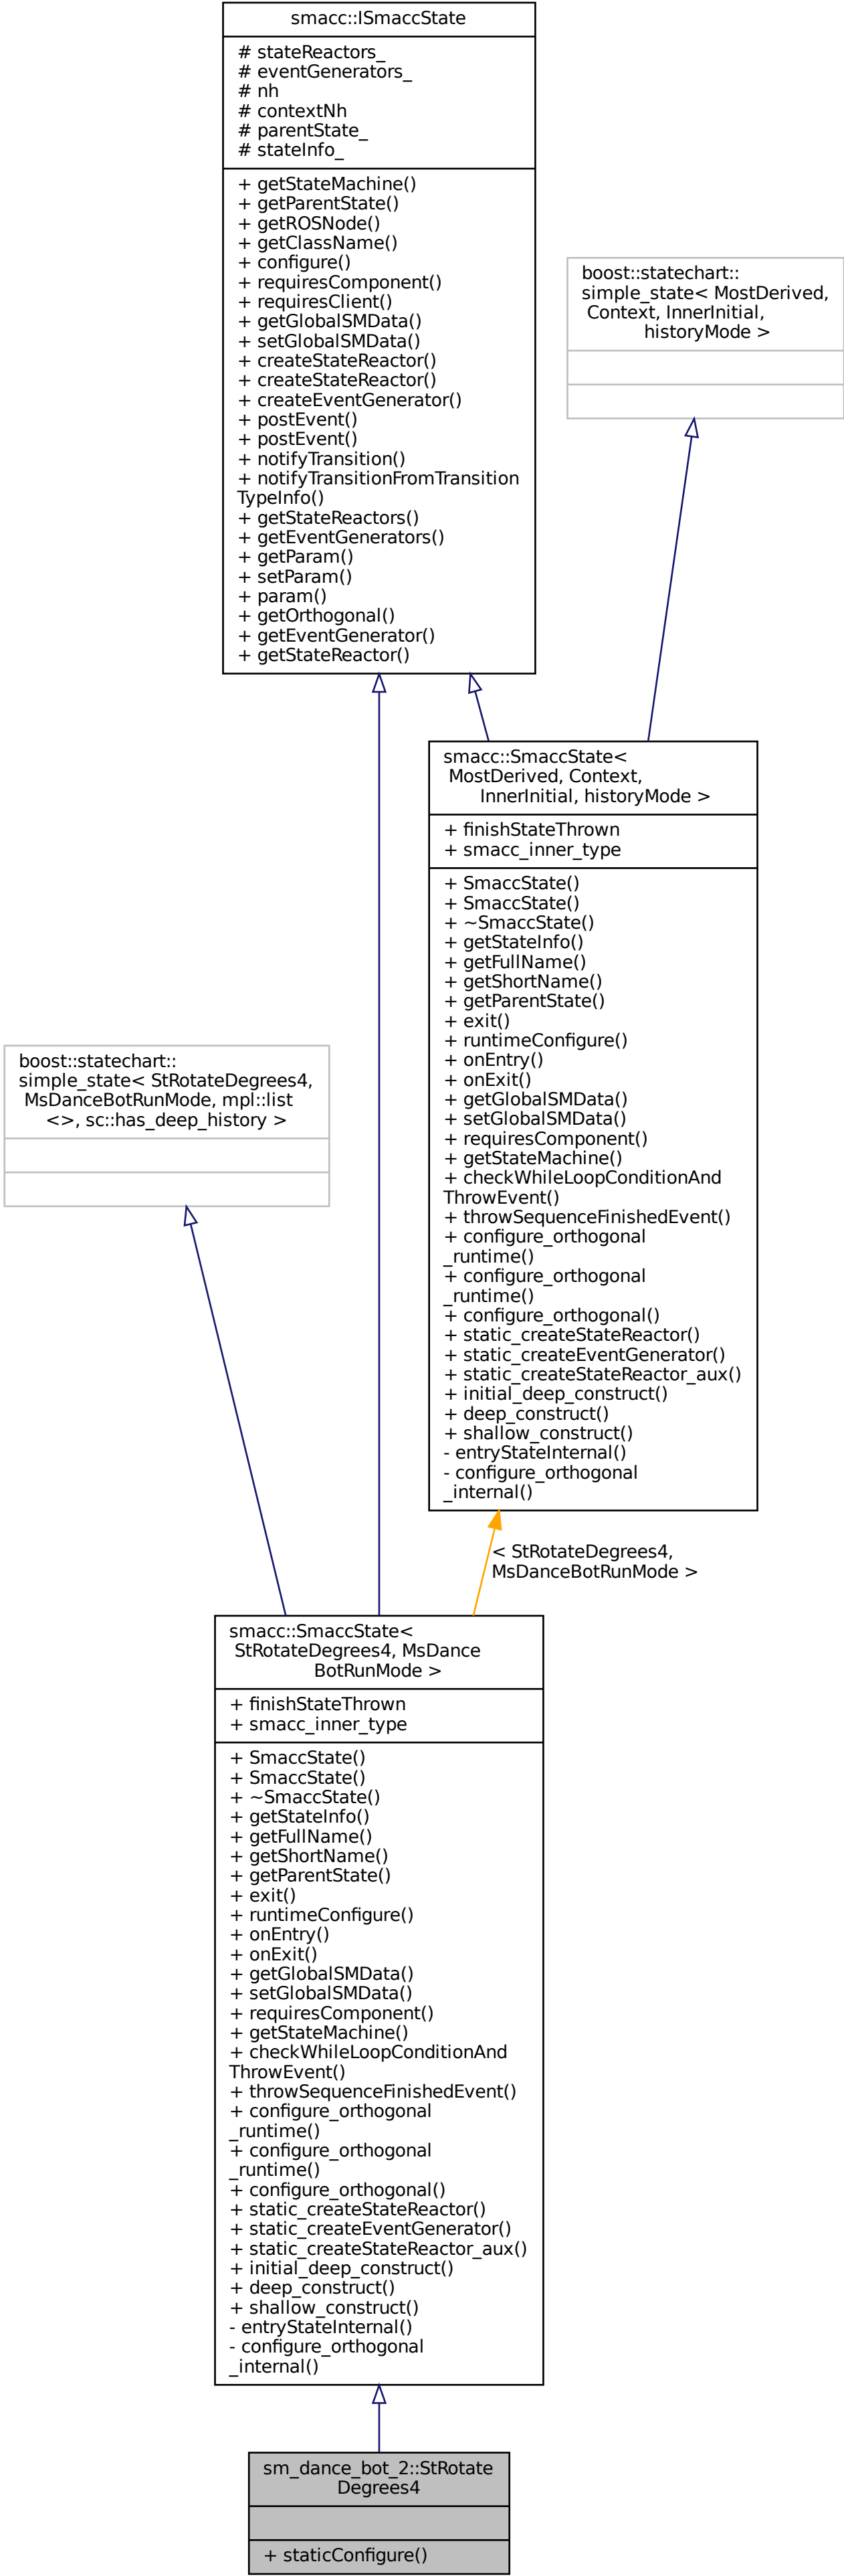 smacc::ISmaccState
# stateReactors_
# eventGenerators_
# nh
# contextNh
# parentState_
# stateInfo_
+ getStateMachine()
+ getParentState()
+ getROSNode()
+ getClassName()
+ configure()
+ requiresComponent()
+ requiresClient()
+ getGlobalSMData()
+ setGlobalSMData()
+ createStateReactor()
+ createStateReactor()
+ createEventGenerator()
+ postEvent()
+ postEvent()
+ notifyTransition()
+ notifyTransitionFromTransition
TypeInfo()
+ getStateReactors()
+ getEventGenerators()
+ getParam()
+ setParam()
+ param()
+ getOrthogonal()
+ getEventGenerator()
+ getStateReactor()
boost::statechart::
simple_state< MostDerived,
Context, InnerInitial,
historyMode >
smacc::SmaccState<
MostDerived, Context,
InnerInitial, historyMode >
+ finishStateThrown
+ smacc_inner_type
+ SmaccState()
+ SmaccState()
+ ~SmaccState()
+ getStateInfo()
+ getFullName()
+ getShortName()
+ getParentState()
+ exit()
+ runtimeConfigure()
+ onEntry()
+ onExit()
+ getGlobalSMData()
+ setGlobalSMData()
+ requiresComponent()
+ getStateMachine()
+ checkWhileLoopConditionAnd
ThrowEvent()
+ throwSequenceFinishedEvent()
+ configure_orthogonal
_runtime()
+ configure_orthogonal
_runtime()
+ configure_orthogonal()
+ static_createStateReactor()
+ static_createEventGenerator()
+ static_createStateReactor_aux()
+ initial_deep_construct()
+ deep_construct()
+ shallow_construct()
- entryStateInternal()
- configure_orthogonal
_internal()
boost::statechart::
simple_state< StRotateDegrees4,
MsDanceBotRunMode, mpl::list
<>, sc::has_deep_history >
< StRotateDegrees4,
MsDanceBotRunMode >
smacc::SmaccState<
StRotateDegrees4, MsDance
BotRunMode >
+ finishStateThrown
+ smacc_inner_type
+ SmaccState()
+ SmaccState()
+ ~SmaccState()
+ getStateInfo()
+ getFullName()
+ getShortName()
+ getParentState()
+ exit()
+ runtimeConfigure()
+ onEntry()
+ onExit()
+ getGlobalSMData()
+ setGlobalSMData()
+ requiresComponent()
+ getStateMachine()
+ checkWhileLoopConditionAnd
ThrowEvent()
+ throwSequenceFinishedEvent()
+ configure_orthogonal
_runtime()
+ configure_orthogonal
_runtime()
+ configure_orthogonal()
+ static_createStateReactor()
+ static_createEventGenerator()
+ static_createStateReactor_aux()
+ initial_deep_construct()
+ deep_construct()
+ shallow_construct()
- entryStateInternal()
- configure_orthogonal
_internal()
sm_dance_bot_2::StRotate
Degrees4
+ staticConfigure()